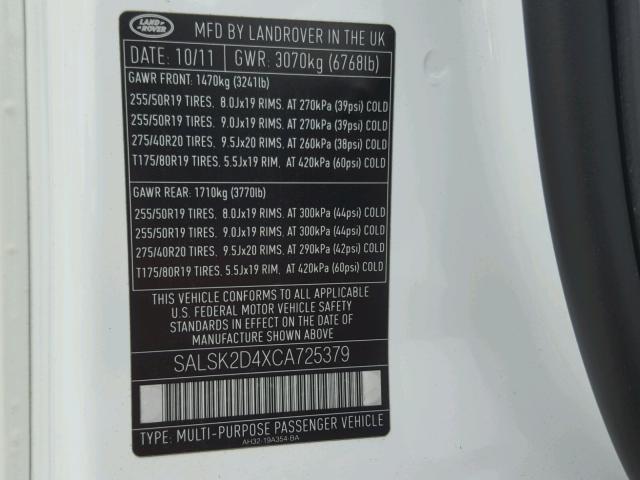 LAND ROVER
MFD BY LANDROVER IN THE UK
DATE: 10/11 GWR: 3070kg (6768lb)
GAWR FRONT: 1470kg (3241lb)
255/50R19 TIRES, 8.0Jx19 RIMS, AT 270kPa (39psi) COLD
255/50R19 TIRES, 9.0Jx19 RIMS, AT 270kPa (39psi) COLD
275/40R20 TIRES, 9.5Jx20 RIMS, AT 260kPa (38psi) COLD
T175/80R19 TIRES, 5.5Jx19 RIM, AT 420kPa (60psi) COLD
GAWR REAR: 1710kg (3770lb)
255/50R19 TIRES, 8.0Jx19 RIMS, AT 300kPa (44psi) COLD
255/50R19 TIRES, 9.0Jx19 RIMS, AT 300kPa (44psi) COLD
275/40R20 TIRES, 9.5Jx20 RIMS, AT 290kPa (42psi) COLD
T175/80R19 TIRES, 5.5Jx19 RIM, AT 420kPa (60psi) COLD
THIS VEHICLE CONFORMS TO ALL APPLICABLE
U.S. FEDERAL MOTOR VEHICLE SAFETY
STANDARDS IN EFFECT ON THE DATE OF
MANUFACTURE SHOWN ABOVE
SALSK2D4XCA725379
TYPE: MULTI-PURPOSE PASSENGER VEHICLE
AH32-19A354-BA